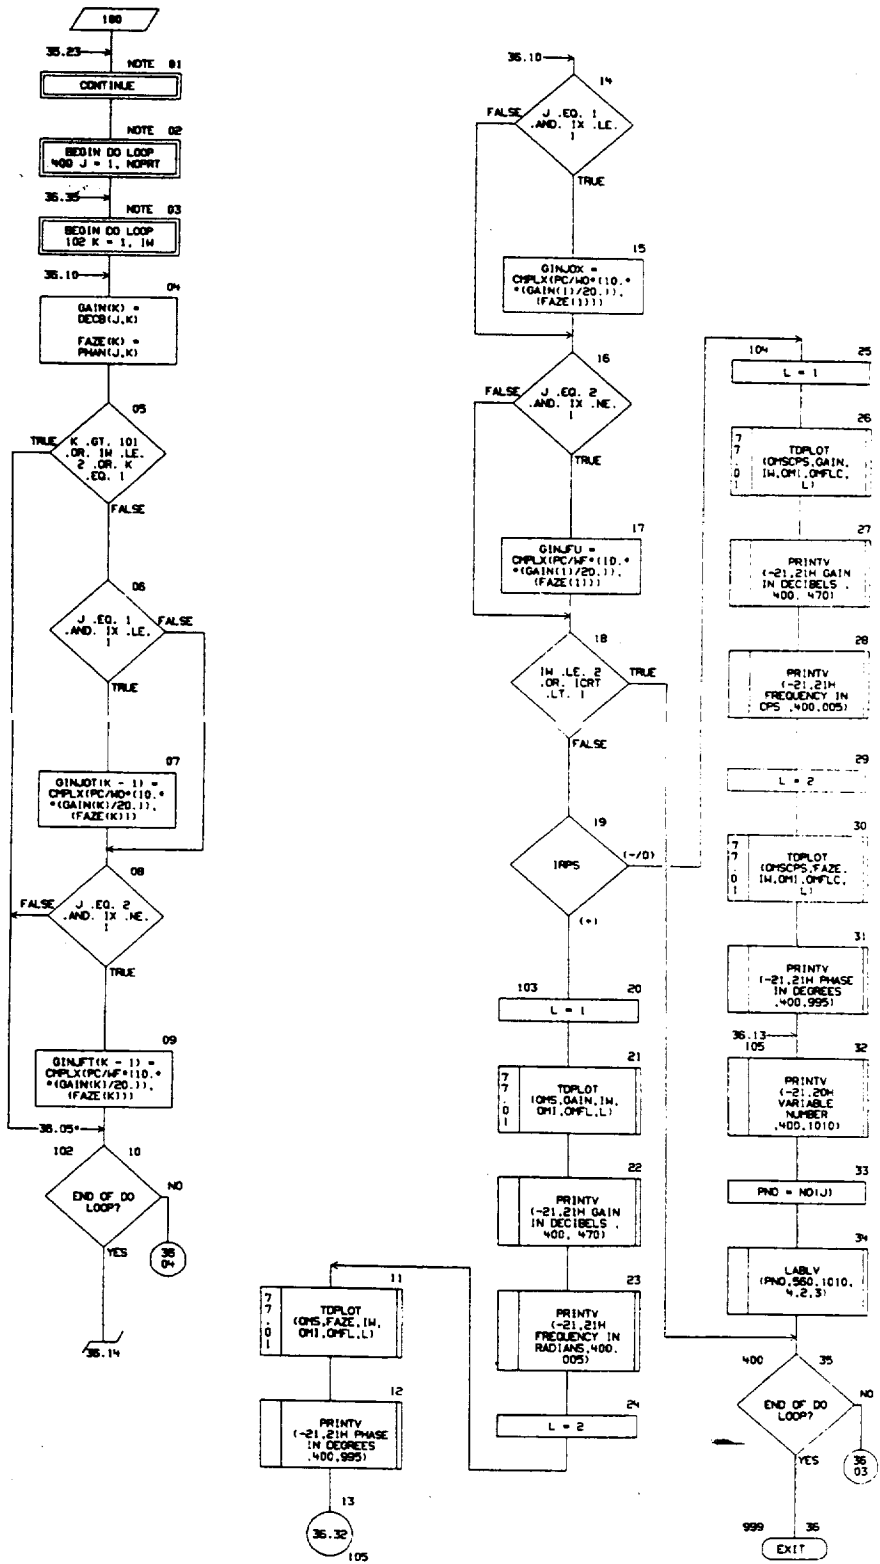 100
35.23
NOTE 01
CONTINUE
NOTE 02
BEGIN DO LOOP
400 J = 1, NOPRT
36.35
NOTE 03
BEGIN DO LOOP
102 K = 1, IW
36.10
04
GAIN(K) =
DECB(J,K)
FAZE(K) =
PHAN(J,K)
05
TRUE
K .GT. 101
.OR. IW .LE.
2 .OR. K
.EQ. 1
FALSE
06
J .EQ. 1
.AND. IX .LE.
1
FALSE
TRUE
07
GINJOT(K - 1) =
CMPLX(PC/WO*(10.*
*(GAIN(K)/20.)),
(FAZE(K)))
08
FALSE
J .EQ. 2
.AND. IX .NE.
1
TRUE
09
GINJFT(K - 1) =
CMPLX(PC/WF*(10.*
*(GAIN(K)/20.)),
(FAZE(K)))
36.05*
102
10
END OF DO
LOOP?
NO
YES
36
04
36.14
36.10
14
FALSE
J .EQ. 1
.AND. IX .LE.
1
TRUE
15
GINJOX =
CMPLX(PC/WO*(10.*
*(GAIN(1)/20.)),
(FAZE(1)))
16
FALSE
J .EQ. 2
.AND. IX .NE.
1
TRUE
17
GINJFU =
CMPLX(PC/WF*(10.*
*(GAIN(1)/20.)),
(FAZE(1)))
18
IW .LE. 2
.OR. ICRT
.LT. 1
TRUE
FALSE
19
IRPS
(-/0)
(+)
103
20
L = 1
21
77.01
TDPLOT
(OMS,GAIN,IW,
OMI,OMFL,L)
22
PRINTV
(-21,21H GAIN
IN DECIBELS ,
400, 470)
23
PRINTV
(-21,21H
FREQUENCY IN
RADIANS,400,
005)
24
L = 2
11
77.01
TDPLOT
(OMS,FAZE,IW,
OMI,OMFL,L)
12
PRINTV
(-21,21H PHASE
IN DEGREES
,400,995)
13
36.32
105
104
25
L = 1
26
77.01
TDPLOT
(OMSCPS,GAIN,
IW,OMI,OMFLC,
L)
27
PRINTV
(-21,21H GAIN
IN DECIBELS ,
400, 470)
28
PRINTV
(-21,21H
FREQUENCY IN
CPS ,400,005)
29
L = 2
30
77.01
TDPLOT
(OMSCPS,FAZE,
IW,OMI,OMFLC,
L)
31
PRINTV
(-21,21H PHASE
IN DEGREES
,400,995)
36.13
105
32
PRINTV
(-21,20H
VARIABLE
NUMBER
,400,1010)
33
PNO = NO(J)
34
LABLV
(PNO,560,1010,
4,2,3)
400
35
END OF DO
LOOP?
NO
YES
36
03
999
36
EXIT